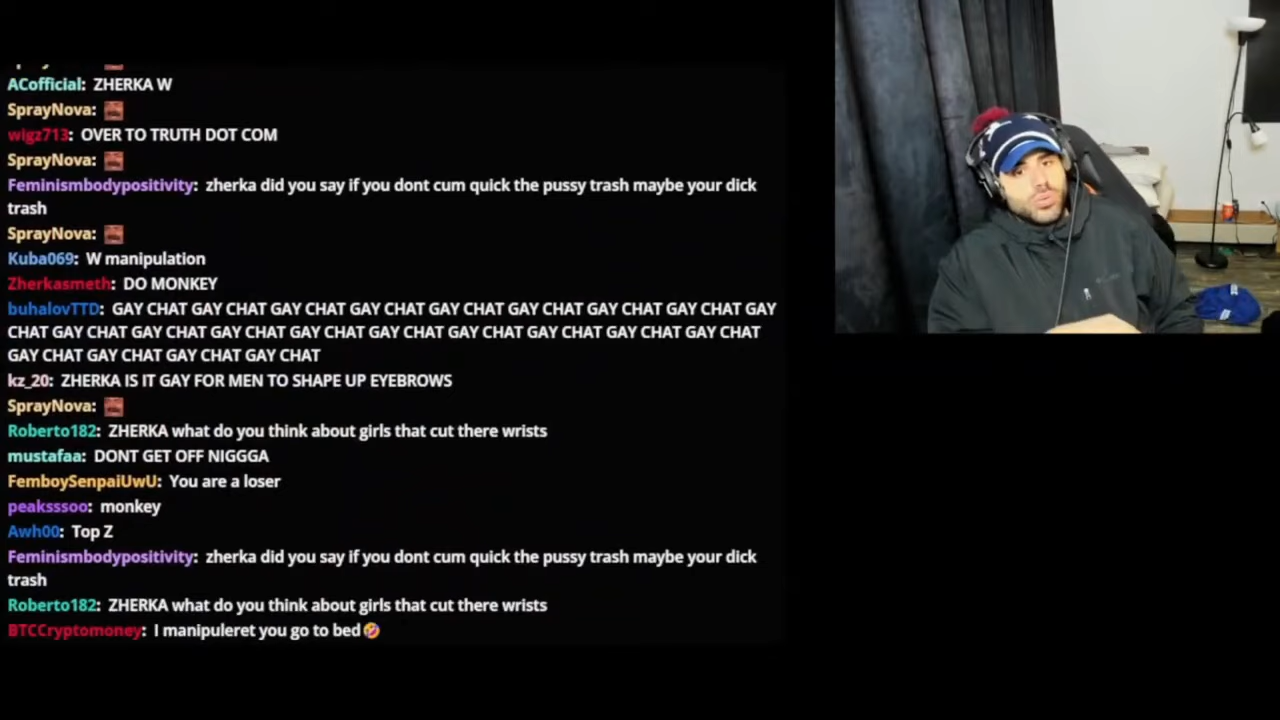 ACofficial: ZHERKA W
SprayNova:
wigz713: OVER TO TRUTH DOT COM
SprayNova:
Feminismbodypositivity: zherka did you say if you dont cum quick the pussy trash maybe your dick
trash
SprayNova:
Kuba069: W manipulation
Zherkasmeth: DO MONKEY
buhalovTTD: GAY CHAT GAY CHAT GAY CHAT GAY CHAT GAY CHAT GAY CHAT GAY CHAT GAY CHAT GAY
CHAT GAY CHAT GAY CHAT GAY CHAT GAY CHAT GAY CHAT GAY CHAT GAY CHAT GAY CHAT
GAY CHAT GAY CHAT GAY CHAT GAY CHAT
kz_20: ZHERKA IS IT GAY FOR MEN TO SHAPE UP EYEBROWS
SprayNova:
Roberto182: ZHERKA what do you think about girls that cut there wrists
mustafaa: DONT GET OFF NIGGGA
FemboySenpaiUwU: You are a loser
peaksssoo: monkey
Awh00: Top Z
Feminismbodypositivity: zherka did you say if you dont cum quick the pussy trash maybe your dick
trash
Roberto182: ZHERKA what do you think about girls that cut there wrists
BTCCryptomoney: I manipuleret you go to bed🤣